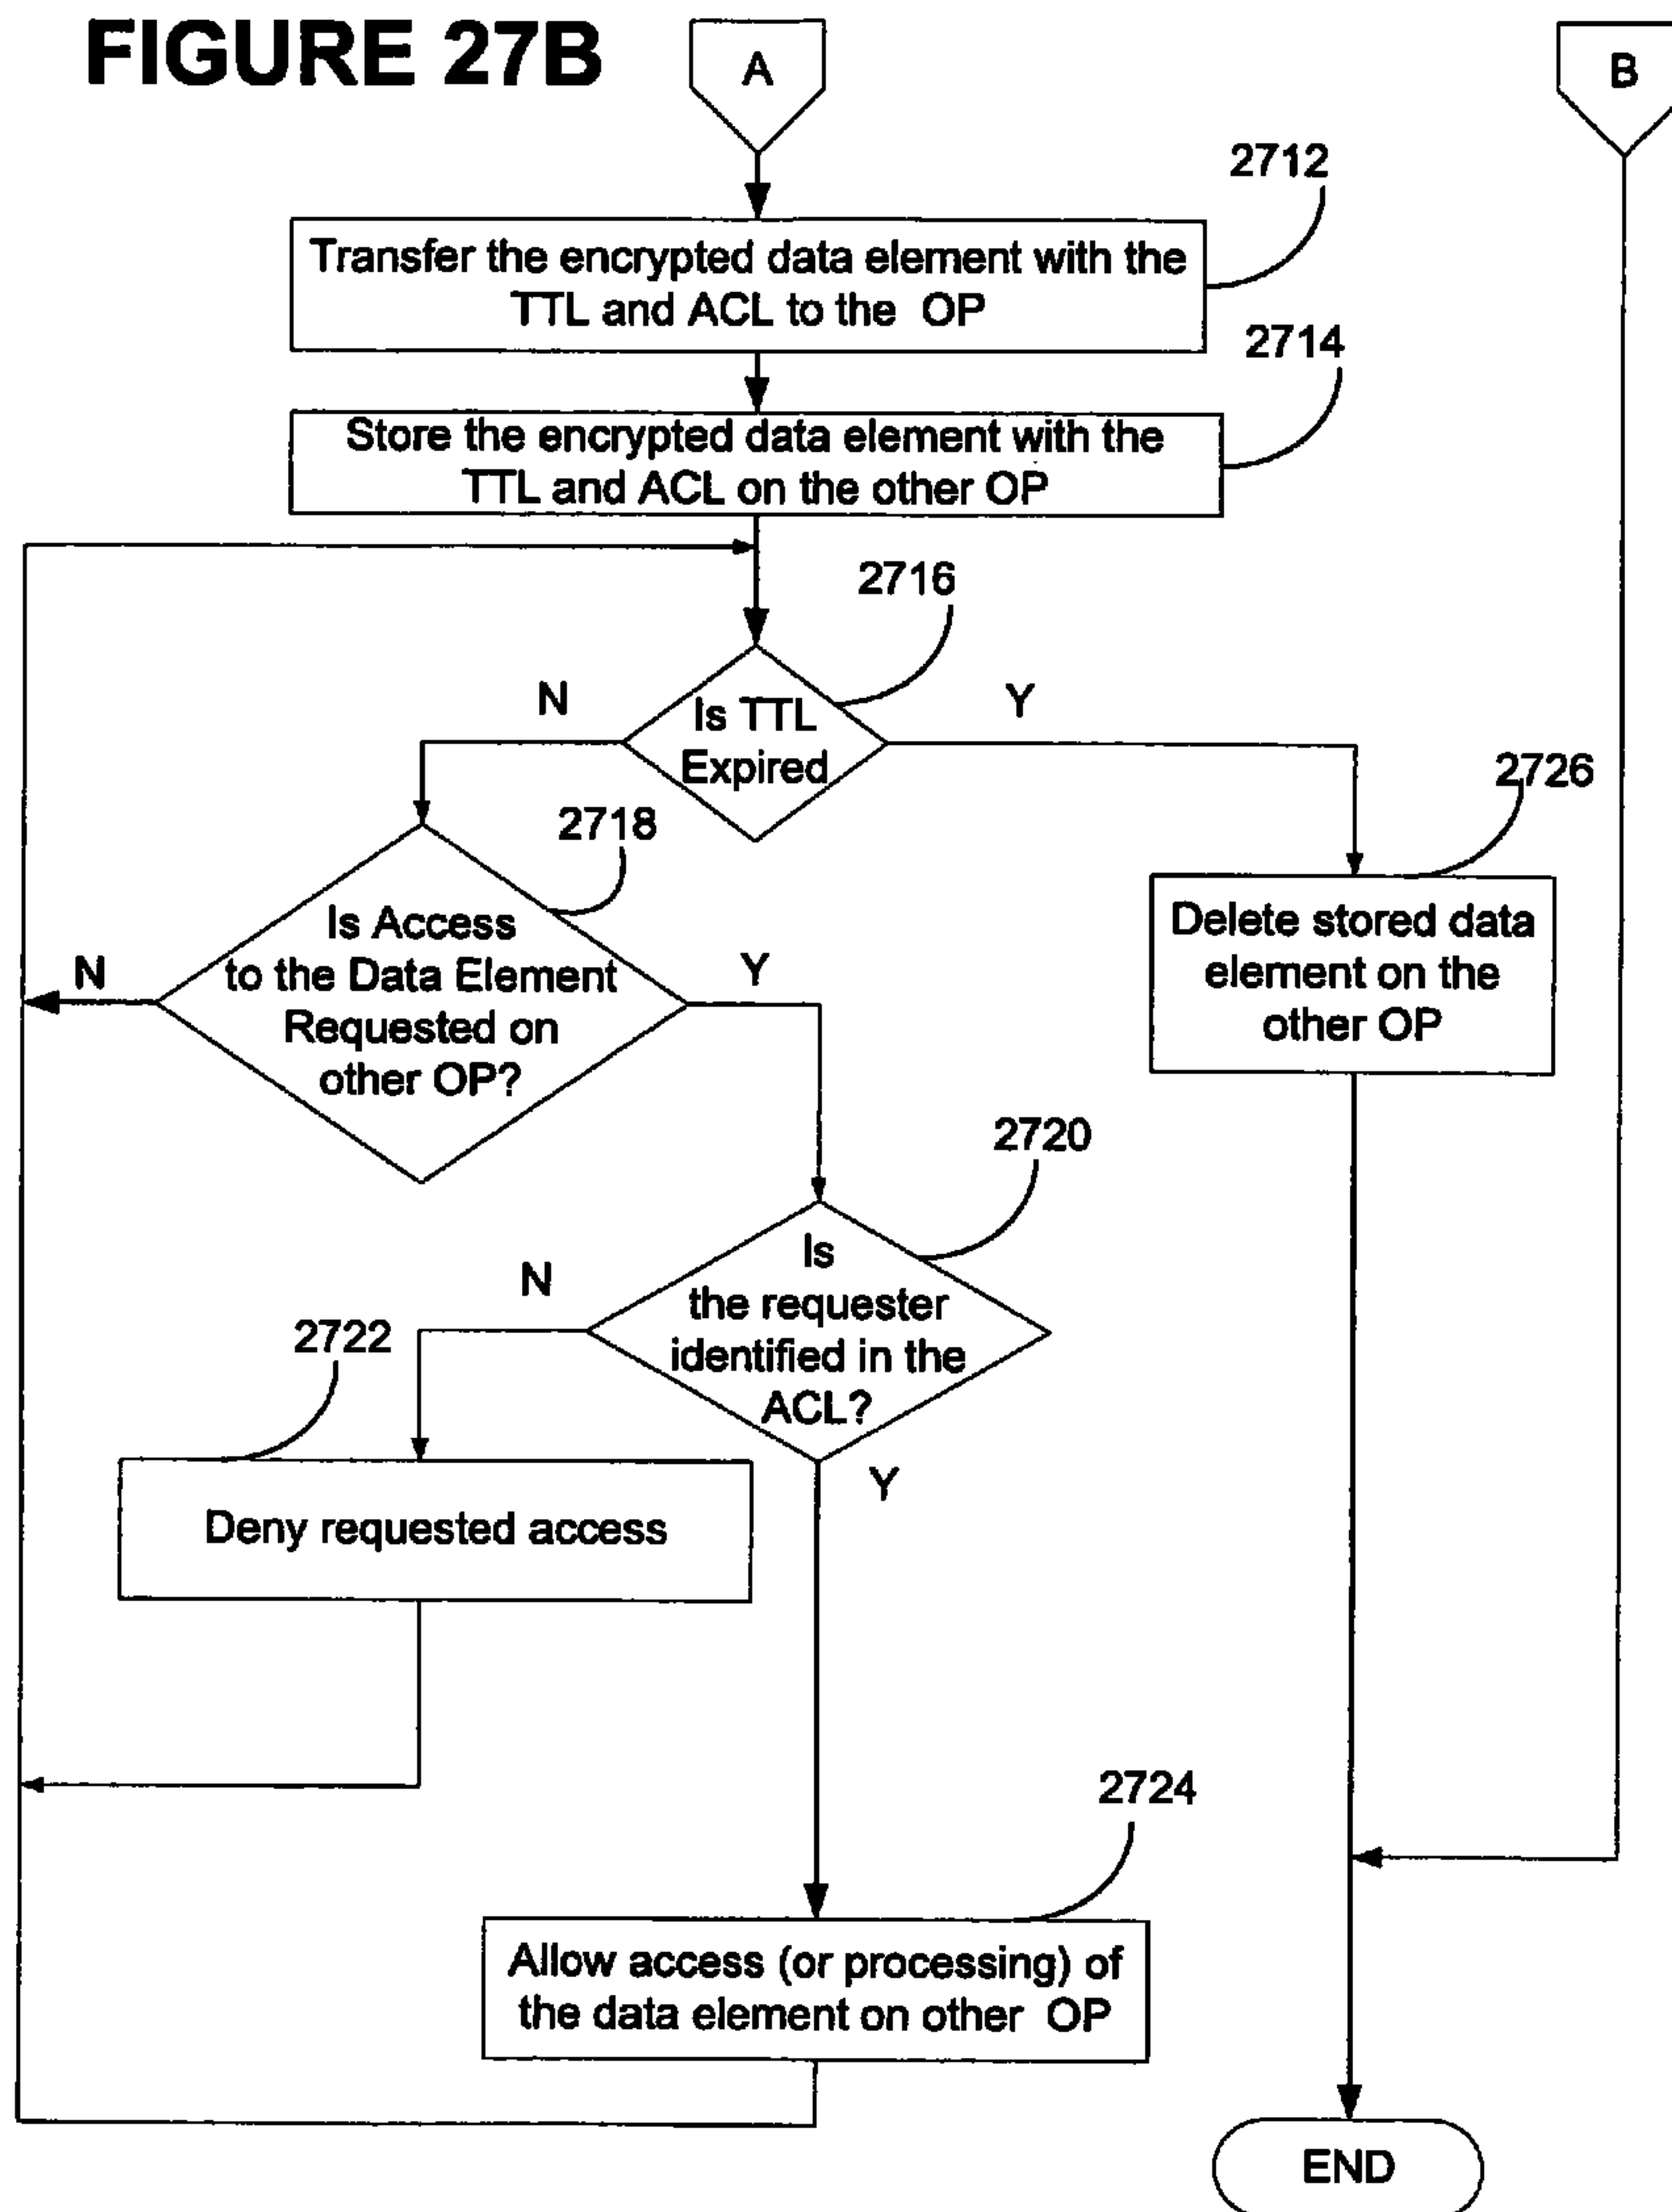 FIGURE 27B
A
B
2712
Transfer the encrypted data element with the
TTL and ACL to the OP
2714
Store the encrypted data element with the
TTL and ACL on the other OP
2716
N
Y
Is TTL
Expired
2726
2718
Is Access
to the Data Element
Requested on
other OP?
N
Y
Delete stored data
element on the
other OP
2720
Is
the requester
identified in the
ACL?
N
Y
2722
Deny requested access
2724
Allow access (or processing) of
the data element on other OP
END